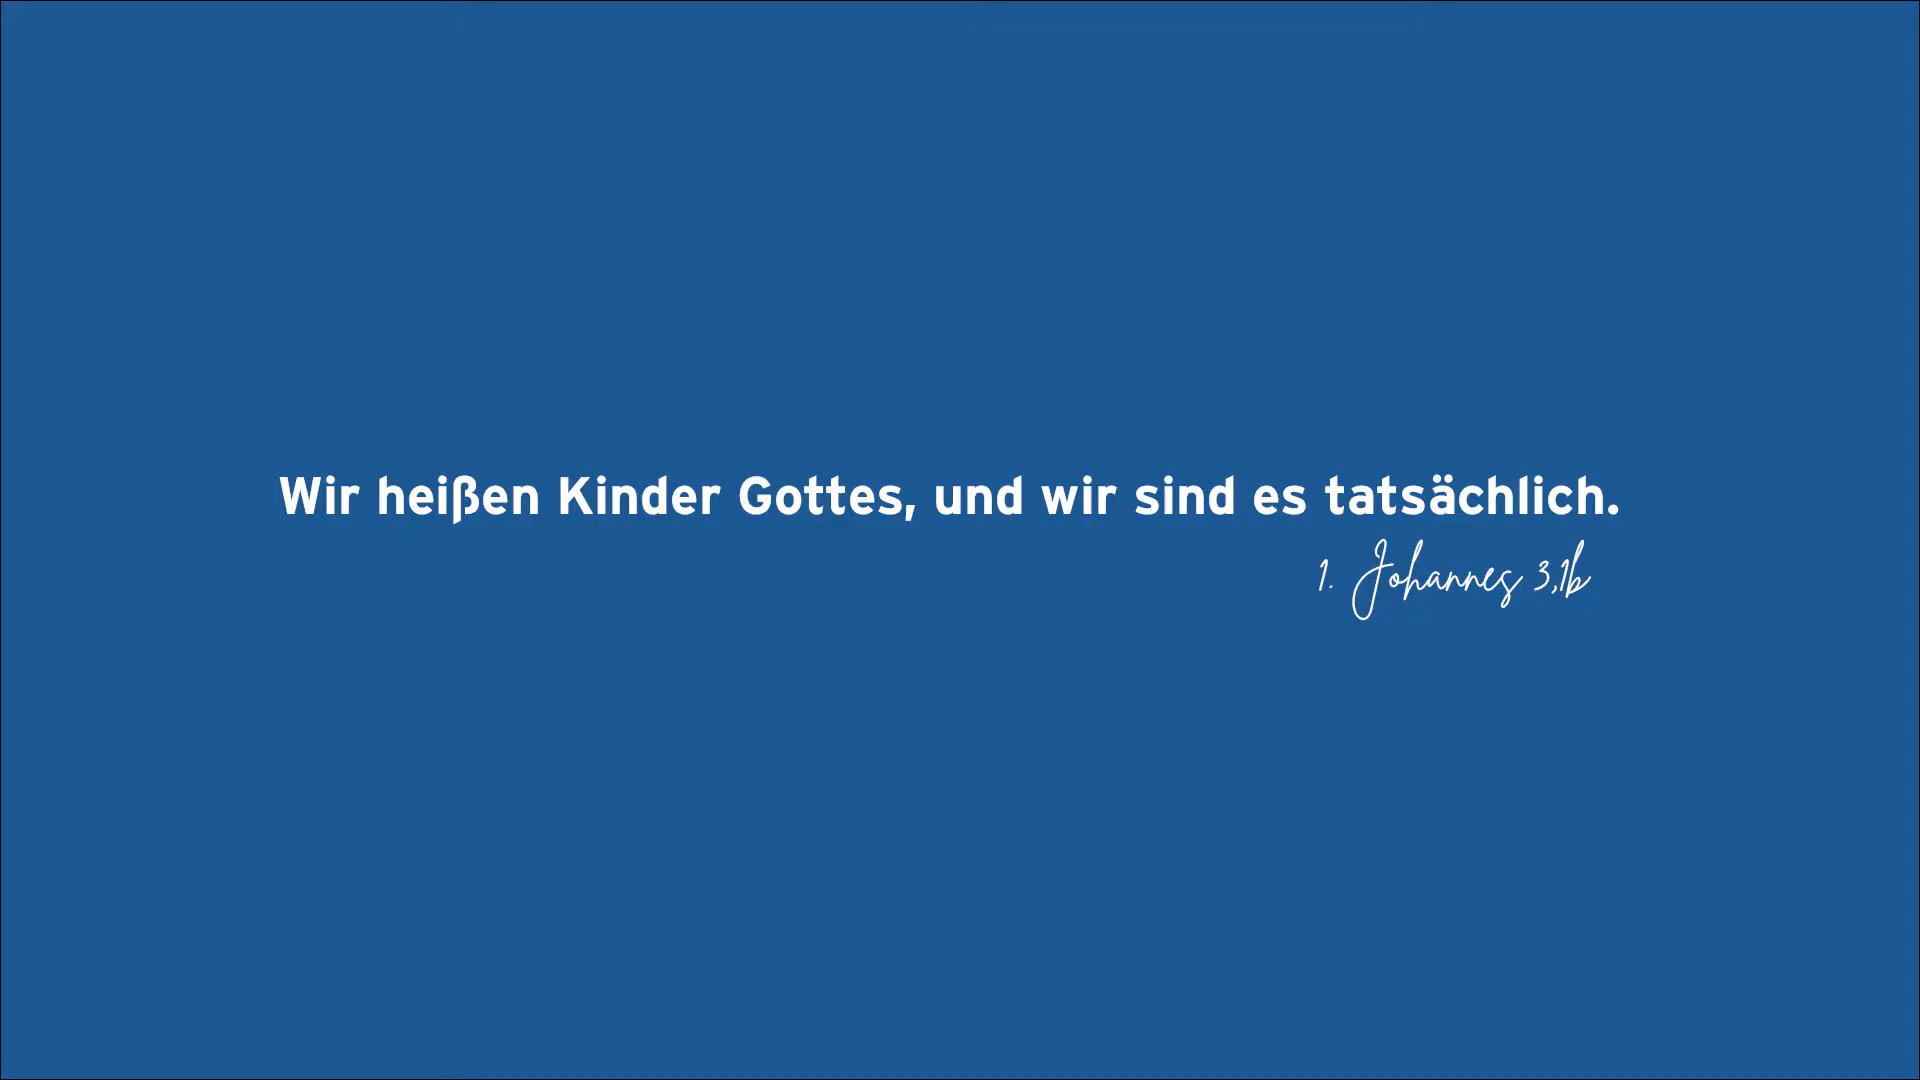 Wir heißen Kinder Gottes, und wir sind es tatsächlich.
1. Johannes 3,1b